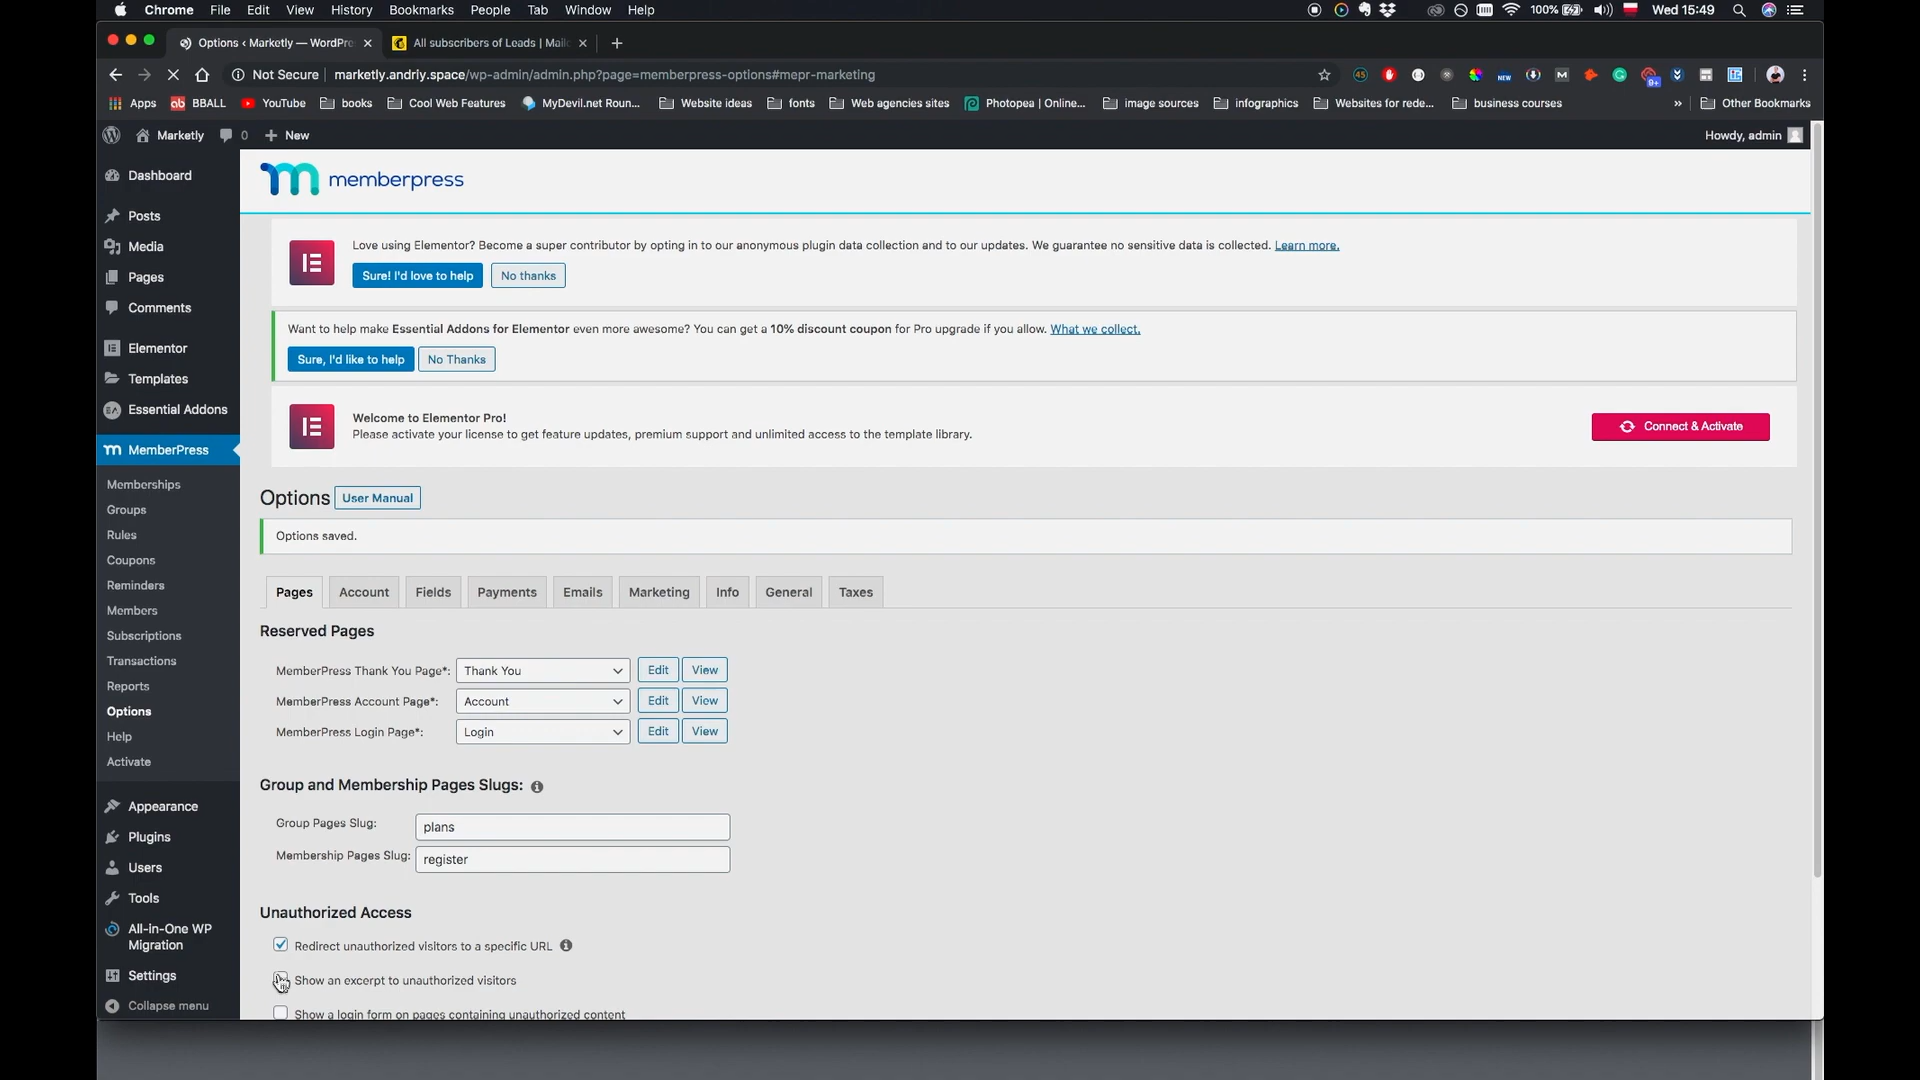 Chrome File Edit View History Bookmarks People Tab Window Help 100% Wed 15:49
Options ‹ Marketly — WordPre All subscribers of Leads | Mail
Not Secure | marketly.andriy.space/wp-admin/admin.php?page=memberpress-options#mepr-marketing
Apps BBALL YouTube books Cool Web Features MyDevil.net Roun... Website ideas fonts Web agencies sites Photopea | Online... image sources infographics Websites for rede... business courses » Other Bookmarks
Marketly 0 + New Howdy, admin
Dashboard
Posts
Media
Pages
Comments
Elementor
Templates
Essential Addons
MemberPress
Memberships
Groups
Rules
Coupons
Reminders
Members
Subscriptions
Transactions
Reports
Options
Help
Activate
Appearance
Plugins
Users
Tools
All-in-One WP
Migration
Settings
Collapse menu
memberpress
Love using Elementor? Become a super contributor by opting in to our anonymous plugin data collection and to our updates. We guarantee no sensitive data is collected. Learn more.
Sure! I'd love to help No thanks
Want to help make Essential Addons for Elementor even more awesome? You can get a 10% discount coupon for Pro upgrade if you allow. What we collect.
Sure, I'd like to help No Thanks
Welcome to Elementor Pro!
Please activate your license to get feature updates, premium support and unlimited access to the template library.
Connect & Activate
Options User Manual
Options saved.
Pages Account Fields Payments Emails Marketing Info General Taxes
Reserved Pages
MemberPress Thank You Page*: Thank You Edit View
MemberPress Account Page*: Account Edit View
MemberPress Login Page*: Login Edit View
Group and Membership Pages Slugs:
Group Pages Slug: plans
Membership Pages Slug: register
Unauthorized Access
Redirect unauthorized visitors to a specific URL
Show an excerpt to unauthorized visitors
Show a login form on pages containing unauthorized content